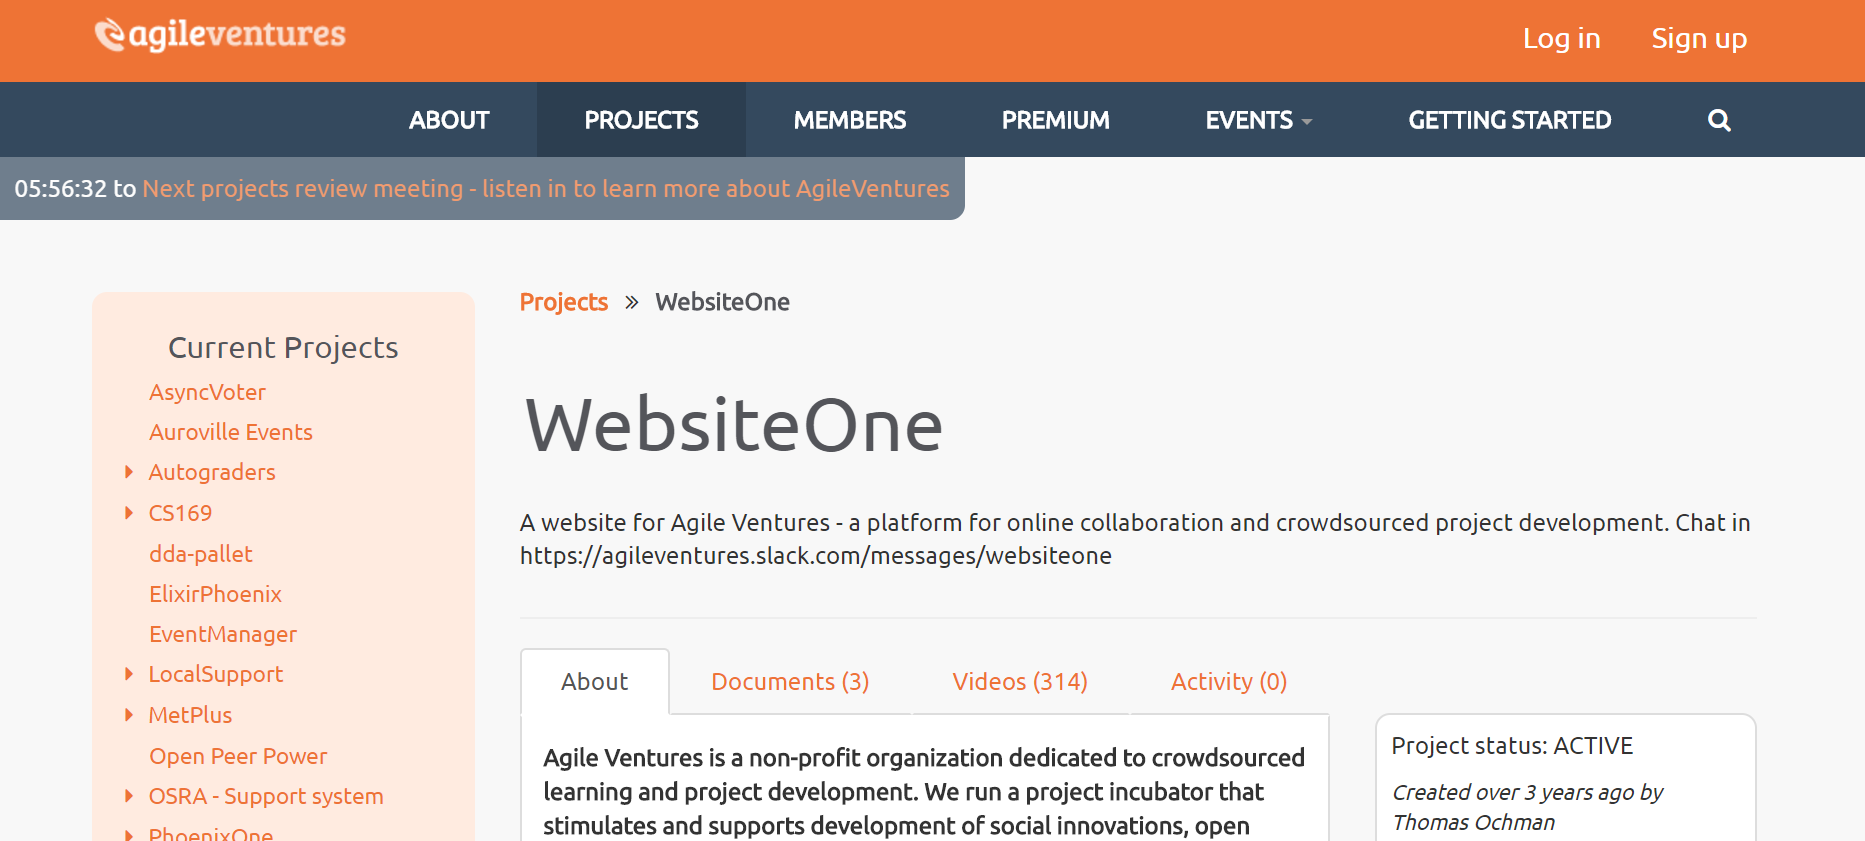 agileventures
Log in
Sign up
ABOUT
PROJECTS
MEMBERS
PREMIUM
EVENTS
GETTING STARTED
05:56:32 to Next projects review meeting - listen in to learn more about AgileVentures
Current Projects
AsyncVoter
Auroville Events
Autograders
CS169
dda-pallet
ElixirPhoenix
EventManager
LocalSupport
MetPlus
Open Peer Power
OSRA - Support system
PhoenixOne
Projects » WebsiteOne
WebsiteOne
A website for Agile Ventures - a platform for online collaboration and crowdsourced project development. Chat in
https://agileventures.slack.com/messages/websiteone
About
Documents (3)
Videos (314)
Activity (0)
Agile Ventures is a non-profit organization dedicated to crowdsourced
learning and project development. We run a project incubator that
stimulates and supports development of social innovations, open
Project status: ACTIVE
Created over 3 years ago by
Thomas Ochman